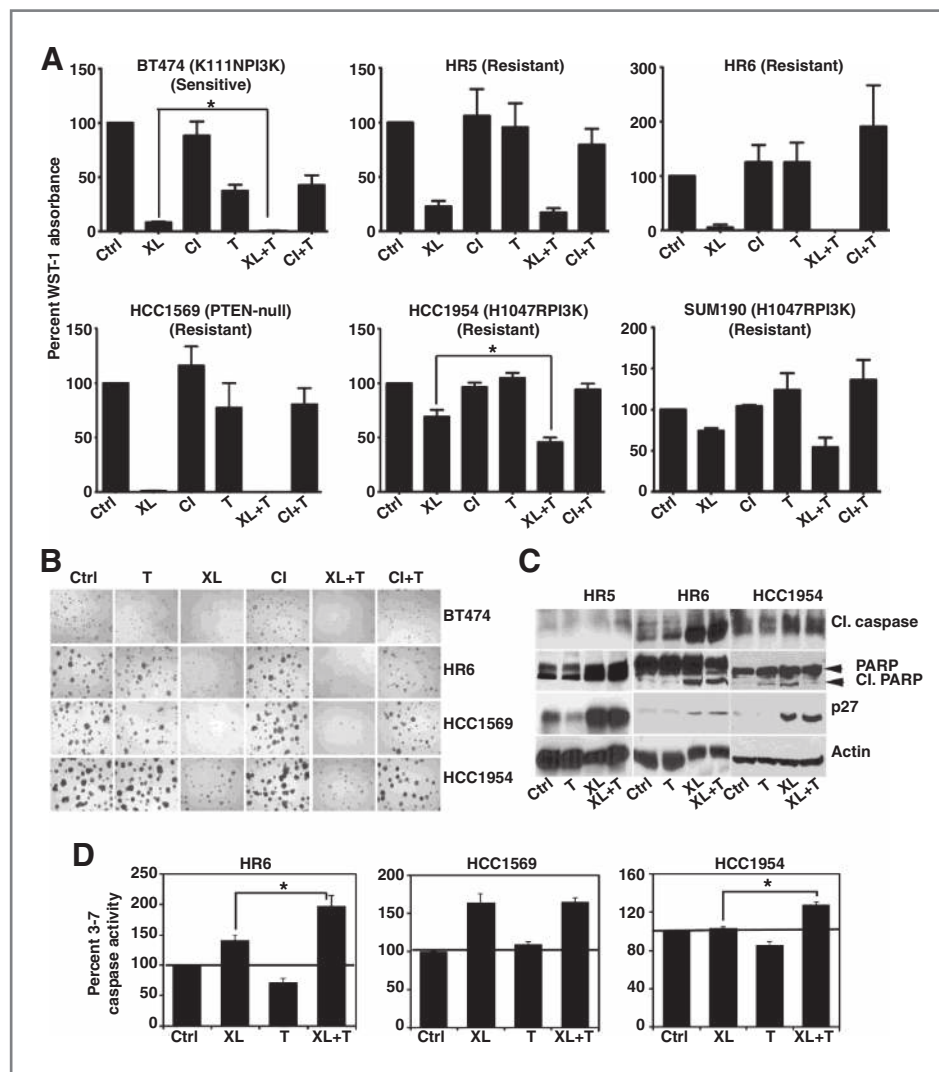 A
Percent WST-1 absorbance
BT474 (K111NPI3K)
(Sensitive)
150
100
50
0
*
Ctrl XL CI T XL+T CI+T
HR5 (Resistant)
150
100
50
0
Ctrl XL CI T XL+T CI+T
HR6 (Resistant)
300
200
100
0
Ctrl XL CI T XL+T CI+T
HCC1569 (PTEN-null)
(Resistant)
150
100
50
0
Ctrl XL CI T XL+T CI+T
HCC1954 (H1047RPI3K)
(Resistant)
150
100
50
0
*
Ctrl XL CI T XL+T CI+T
SUM190 (H1047RPI3K)
(Resistant)
200
150
100
50
0
Ctrl XL CI T XL+T CI+T
B
Ctrl T XL CI XL+T CI+T
BT474
HR6
HCC1569
HCC1954
C
HR5 HR6 HCC1954
Cl. caspase
PARP
Cl. PARP
p27
Actin
Ctrl T XL XL+T Ctrl T XL XL+T Ctrl T XL XL+T
D
Percent 3-7
caspase activity
HR6
250
200
150
100
50
0
*
Ctrl XL T XL+T
HCC1569
200
150
100
50
0
Ctrl XL T XL+T
HCC1954
160
120
80
40
0
*
Ctrl XL T XL+T